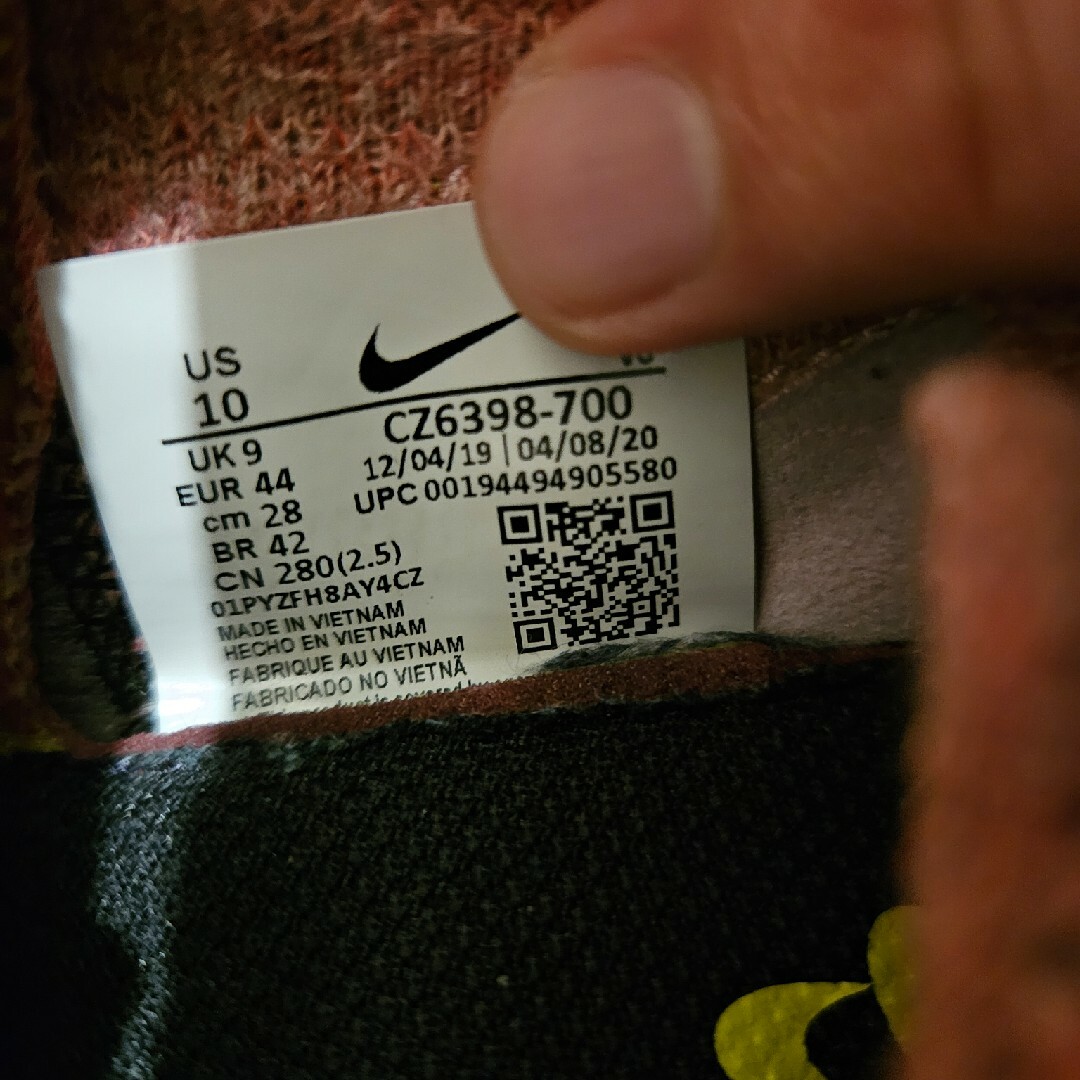 US
10
UK 9
EUR 44
cm 28
BR 42
CN 280(2.5)
01PYZFH8AY4CZ
MADE IN VIETNAM
HECHO EN VIETNAM
FABRIQUE AU VIETNAM
FABRICADO NO VIETNÃ
CZ6398-700
12/04/19 | 04/08/20
UPC 00194494905580